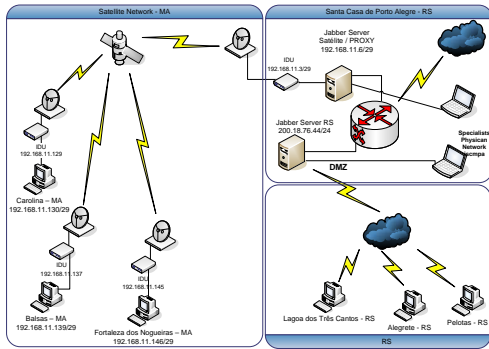 Satellite Network - MA
Santa Casa de Porto Alegre - RS
Jabber Server
Satélite / PROXY
192.168.11.6/29
IDU
192.168.11.3/29
IDU
192.168.11.129
Carolina – MA
192.168.11.130/29
Jabber Server RS
200.18.76.44/24
DMZ
Specialists
Physican
Network
IDU
192.168.11.137
Balsas – MA
192.168.11.139/29
IDU
192.168.11.145
Fortaleza dos Nogueiras – MA
192.168.11.146/29
Lagoa dos Três Cantos - RS
Alegrete - RS
Pelotas - RS
RS